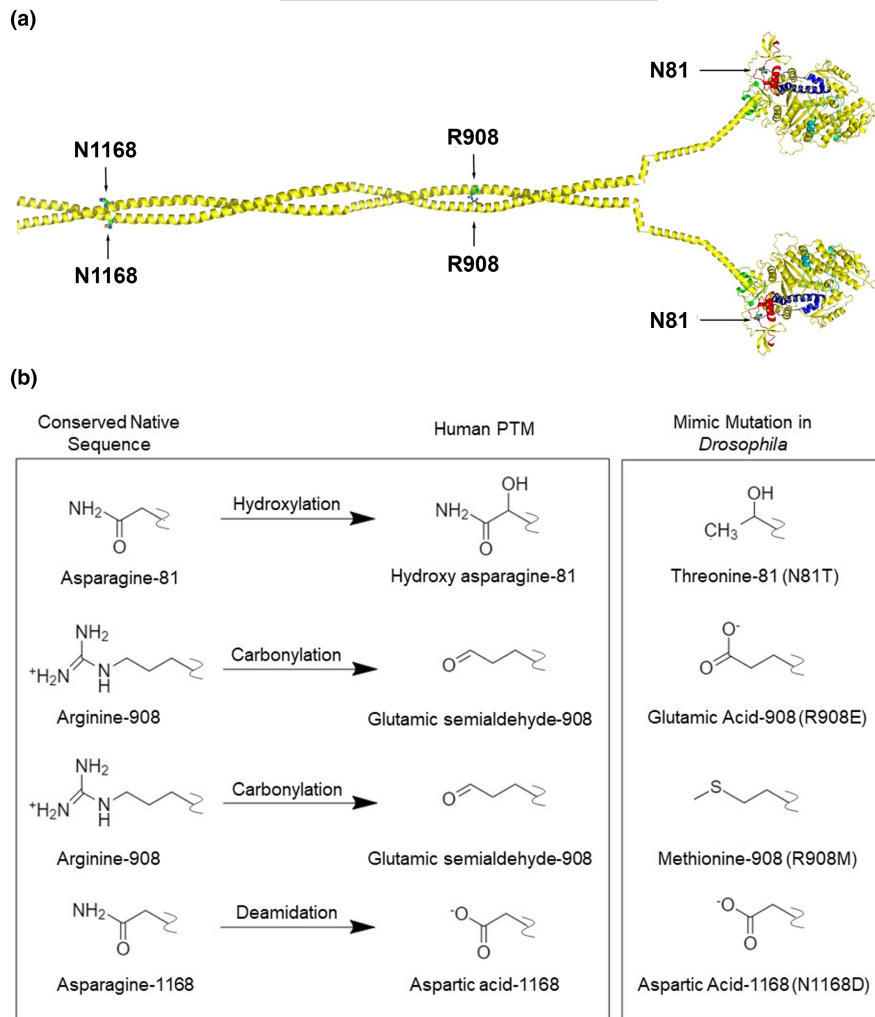 (a)
N81
N1168
R908
N1168
R908
N81
(b)
Conserved Native
Sequence
Human PTM
Mimic Mutation in
Drosophila
NH₂
O
Asparagine-81
Hydroxylation
OH
NH₂
O
Hydroxy asparagine-81
OH
CH₃
Threonine-81 (N81T)
NH₂
⁺H₂N
N
H
Arginine-908
Carbonylation
O
Glutamic semialdehyde-908
O⁻
O
Glutamic Acid-908 (R908E)
NH₂
⁺H₂N
N
H
Arginine-908
Carbonylation
O
Glutamic semialdehyde-908
S
Methionine-908 (R908M)
NH₂
O
Asparagine-1168
Deamidation
⁻O
O
Aspartic acid-1168
⁻O
O
Aspartic Acid-1168 (N1168D)